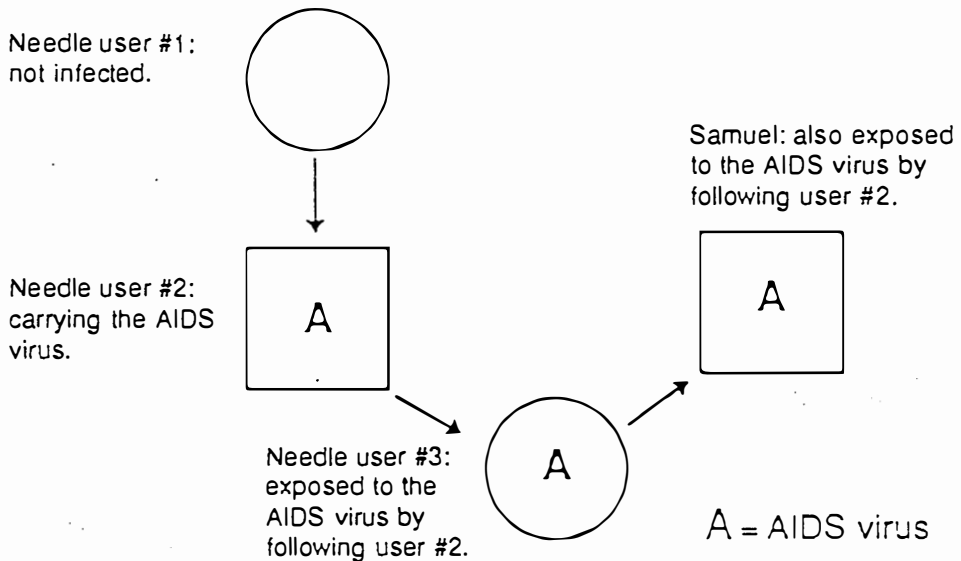 Needle user #1:
not infected.
Samuel: also exposed
to the AIDS virus by
following user #2.
Needle user #2:
carrying the AIDS
virus.
A
A
Needle user #3:
exposed to the
AIDS virus by
following user #2.
A
A = AIDS virus